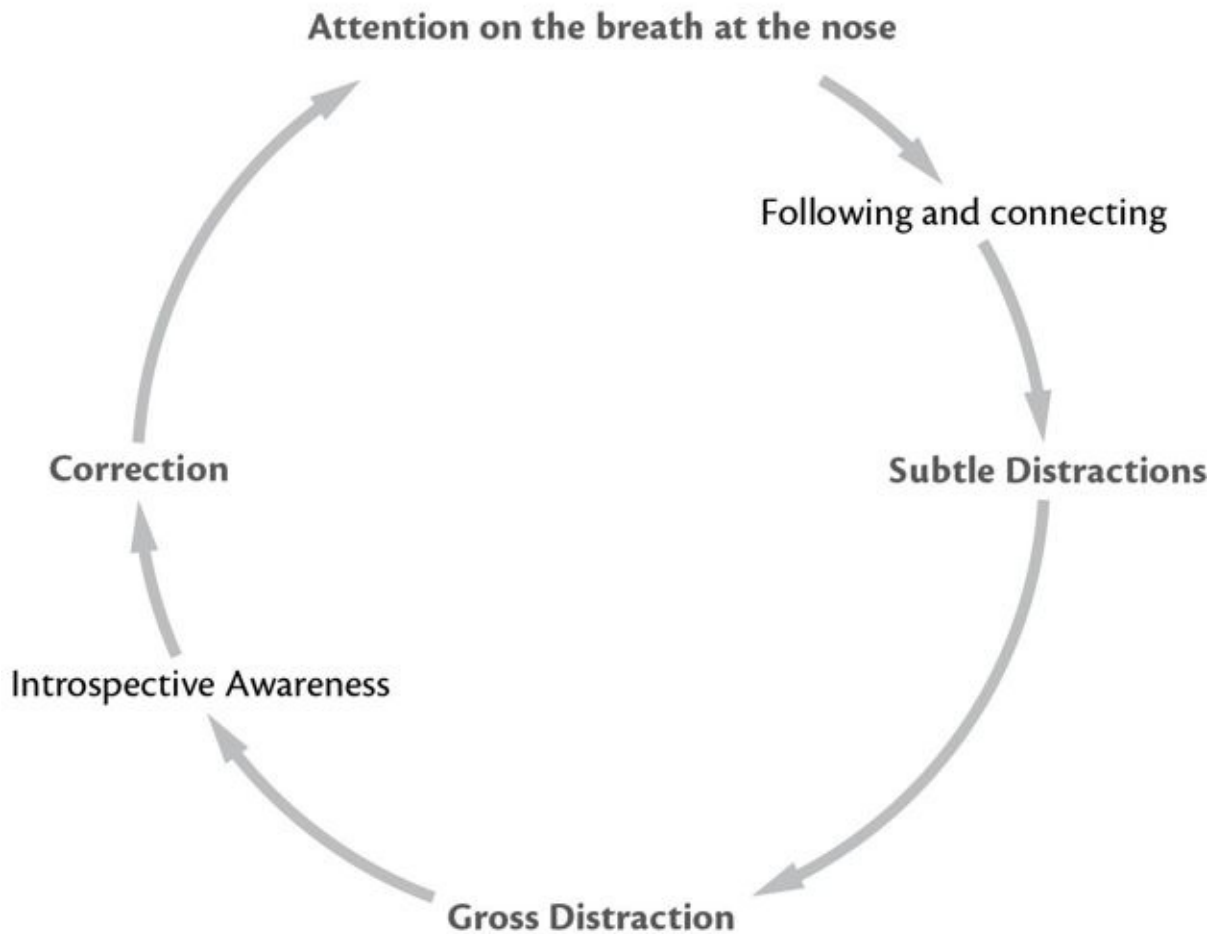 Attention on the breath at the nose
Following and connecting
Subtle Distractions
Gross Distraction
Introspective Awareness
Correction